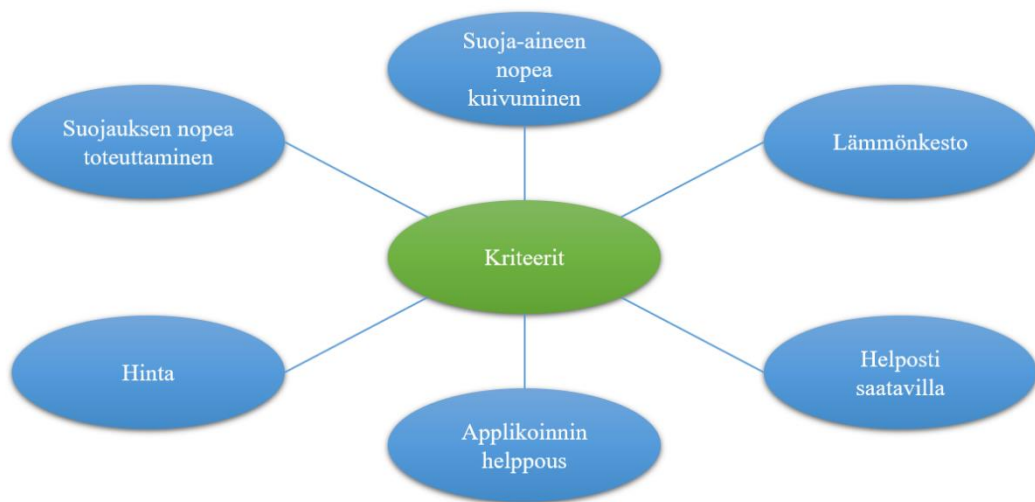 Suoja-aineen
nopea
kuivuminen
Suojauksen nopea
toteuttaminen
Lämmönkesto
Kriteerit
Hinta
Helposti
saatavilla
Applikoinnin
helppous